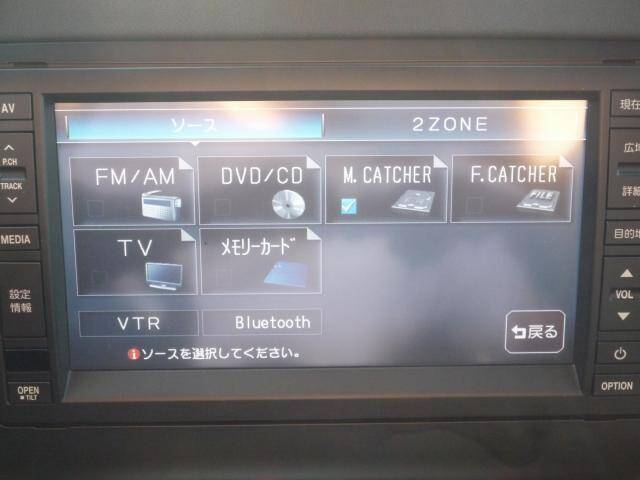 AV
P.CH
TRACK
MEDIA
設定
情報
OPEN
TILT
ソース
2ZONE
FM/AM
DVD/CD
M.CATCHER
F.CATCHER
FILE
TV
メモリーカード
VTR
Bluetooth
戻る
ソースを選択してください。
現在
広域
詳細
目的地
VOL
OPTION